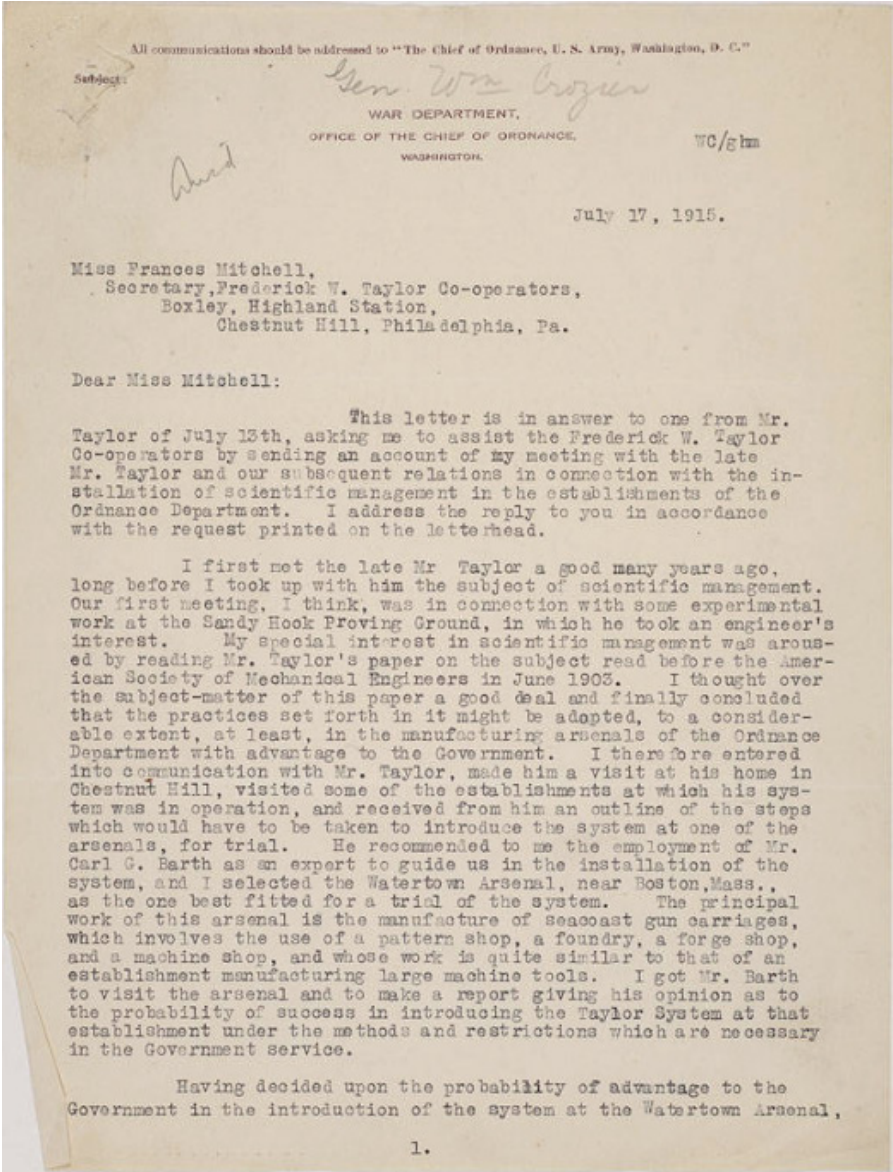 All communications should be addressed to "The Chief of Ordnance, U. S. Army, Washington, D. C."
Subject:
Gen. Wm Crozier
WAR DEPARTMENT,
OFFICE OF THE CHIEF OF ORDNANCE,
WASHINGTON.
WC/ghm
July 17, 1915.
Miss Frances Mitchell,
Secretary,Frederick W. Taylor Co-operators,
Boxley, Highland Station,
Chestnut Hill, Philadelphia, Pa.
Dear Miss Mitchell:
This letter is in answer to one from Mr.
Taylor of July 13th, asking me to assist the Frederick W. Taylor
Co-operators by sending an account of my meeting with the late
Mr. Taylor and our subsequent relations in connection with the in-
stallation of scientific management in the establishments of the
Ordnance Department. I address the reply to you in accordance
with the request printed on the letterhead.
I first met the late Mr Taylor a good many years ago,
long before I took up with him the subject of scientific management.
Our first meeting, I think, was in connection with some experimental
work at the Sandy Hook Proving Ground, in which he took an engineer's
interest. My special interest in scientific management was arous-
ed by reading Mr. Taylor's paper on the subject read before the Amer-
ican Society of Mechanical Engineers in June 1903. I thought over
the subject-matter of this paper a good deal and finally concluded
that the practices set forth in it might be adopted, to a consider-
able extent, at least, in the manufacturing arsenals of the Ordnance
Department with advantage to the Government. I therefore entered
into communication with Mr. Taylor, made him a visit at his home in
Chestnut Hill, visited some of the establishments at which his sys-
tem was in operation, and received from him an outline of the steps
which would have to be taken to introduce the system at one of the
arsenals, for trial. He recommended to me the employment of Mr.
Carl G. Barth as an expert to guide us in the installation of the
system, and I selected the Watertown Arsenal, near Boston,Mass.,
as the one best fitted for a trial of the system. The principal
work of this arsenal is the manufacture of seacoast gun carriages,
which involves the use of a pattern shop, a foundry, a forge shop,
and a machine shop, and whose work is quite similar to that of an
establishment manufacturing large machine tools. I got Mr. Barth
to visit the arsenal and to make a report giving his opinion as to
the probability of success in introducing the Taylor System at that
establishment under the methods and restrictions which are necessary
in the Government service.
Having decided upon the probability of advantage to the
Government in the introduction of the system at the Watertown Arsenal,
1.